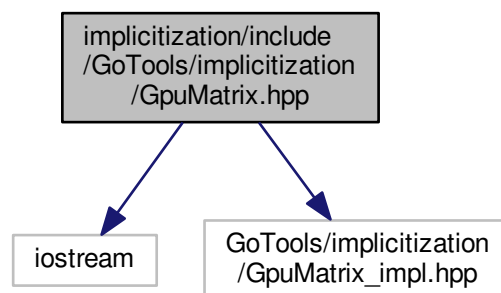 implicitization/include
/GoTools/implicitization
/GpuMatrix.hpp
iostream
GoTools/implicitization
/GpuMatrix_impl.hpp